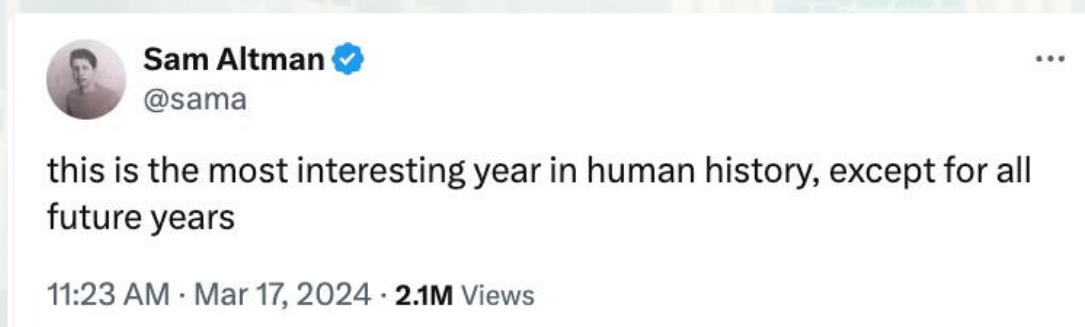 Sam Altman
@sama
this is the most interesting year in human history, except for all
future years
11:23 AM · Mar 17, 2024 · 2.1M Views